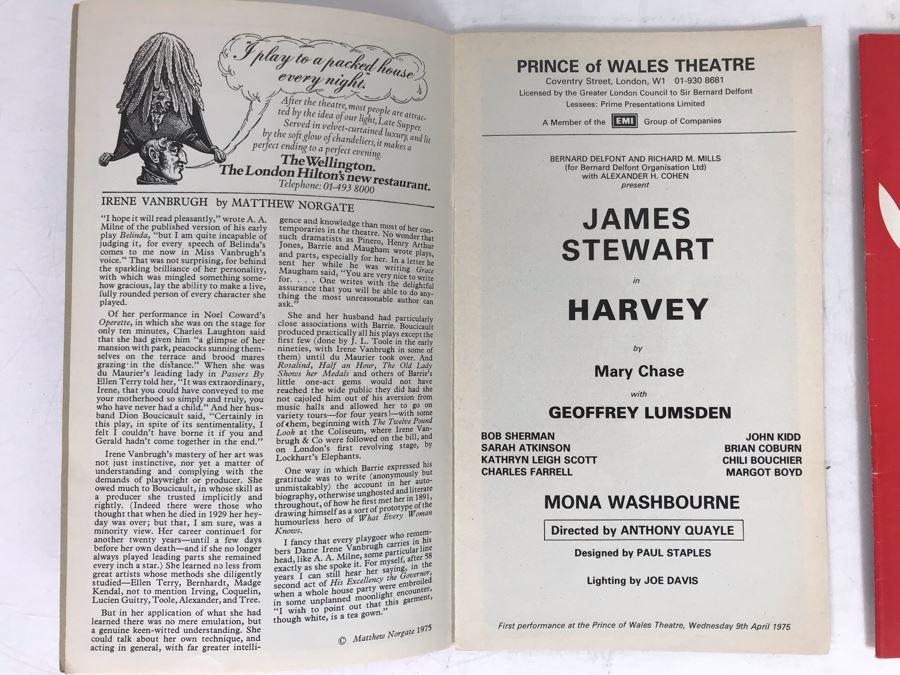 "I play to a packed house
every night."
After the theatre, most people are attrac-
ted by the idea of our light, Late Supper.
Served in velvet-curtained luxury, and lit
by the soft glow of chandeliers, it makes a
perfect ending to a perfect evening.
The Wellington.
The London Hilton's new restaurant.
Telephone: 01-493 8000
IRENE VANBRUGH by MATTHEW NORGATE
"I hope it will read pleasantly," wrote A. A.
Milne of the published version of his early
play Belinda, "but I am quite incapable of
judging it, for every speech of Belinda's
comes to me now in Miss Vanbrugh's
voice." That was not surprising, for behind
the sparkling brilliance of her personality,
with which was mingled something some-
how gracious, lay the ability to make a live,
fully rounded person of every character she
played.
Of her performance in Noel Coward's
Operette, in which she was on the stage for
only ten minutes, Charles Laughton said
that she had given him "a glimpse of her
mansion with park, peacocks sunning them-
selves on the terrace and brood mares
grazing in the distance." When she was
du Maurier's leading lady in Passers By
Ellen Terry told her, "It was extraordinary,
Irene, that you could have conveyed to me
your motherhood so simply and truly, you
who have never had a child." And her hus-
band Dion Boucicault said, "Certainly in
this play, in spite of its sentimentality, I
felt I couldn't have borne it if you and
Gerald hadn't come together in the end."
Irene Vanbrugh's mastery of her art was
not just instinctive, nor yet a matter of
understanding and complying with the
demands of playwright or producer. She
owed much to Boucicault, in whose skill as
a producer she trusted implicitly and
rightly. (Indeed there were those who
thought that when he died in 1929 her hey-
day was over; but that, I am sure, was a
minority view. Her career continued for
another twenty years—until a few days
before her own death—and if she no longer
always played leading parts she remained
every inch a star.) She learned no less from
great artists whose methods she diligently
studied—Ellen Terry, Bernhardt, Madge
Kendal, not to mention Irving, Coquelin,
Lucien Guitry, Toole, Alexander, and Tree.
But in her application of what she had
learned there was no mere emulation, but
a genuine keen-witted understanding. She
could talk about her own technique, and
acting in general, with far greater intelli-
gence and knowledge than most of her con-
temporaries in the theatre. No wonder that
such dramatists as Pinero, Henry Arthur
Jones, Barrie and Maugham wrote plays,
and parts, especially for her. In a letter he
sent her while he was writing Grace
Maugham said, "You are very nice to write
for. . . . One writes with the delightful
assurance that you will be able to do any-
thing the most unreasonable author can
ask."
She and her husband had particularly
close associations with Barrie. Boucicault
produced practically all his plays except the
first few (done by J. L. Toole in the early
nineties, with Irene Vanbrugh in some of
them) until du Maurier took over. And
Rosalind, Half an Hour, The Old Lady
Shows her Medals and others of Barrie's
little one-act gems would not have
reached the wide public they did had she
not cajoled him out of his aversion from
music halls and allowed her to go on
variety tours—for four years!—with some
of them, beginning with The Twelve Pound
Look at the Coliseum, where Irene Van-
brugh & Co were followed on the bill, and
on London's first revolving stage, by
Lockhart's Elephants.
One way in which Barrie expressed his
gratitude was to write (anonymously but
unmistakably) the account in her auto-
biography, otherwise unghosted and literate
throughout, of how he first met her in 1891,
drawing himself as a sort of prototype of the
humourless hero of What Every Woman
Knows.
I fancy that every playgoer who remem-
bers Dame Irene Vanbrugh carries in his
head, like A. A. Milne, some particular line
exactly as she spoke it. For myself, after 58
years I can still hear her saying, in the
second act of His Excellency the Governor,
when a whole house party were embroiled
in some unplanned moonlight encounter,
"I wish to point out that this garment,
though white, is a tea gown."
© Matthew Norgate 1975
PRINCE of WALES THEATRE
Coventry Street, London, W1 01-930 8681
Licensed by the Greater London Council to Sir Bernard Delfont
Lessees: Prime Presentations Limited
A Member of the EMI Group of Companies
BERNARD DELFONT AND RICHARD M. MILLS
(for Bernard Delfont Organisation Ltd)
with ALEXANDER H. COHEN
present
JAMES
STEWART
in
HARVEY
by
Mary Chase
with
GEOFFREY LUMSDEN
BOB SHERMAN JOHN KIDD
SARAH ATKINSON BRIAN COBURN
KATHRYN LEIGH SCOTT CHILI BOUCHIER
CHARLES FARRELL MARGOT BOYD
MONA WASHBOURNE
Directed by ANTHONY QUAYLE
Designed by PAUL STAPLES
Lighting by JOE DAVIS
First performance at the Prince of Wales Theatre, Wednesday 9th April 1975